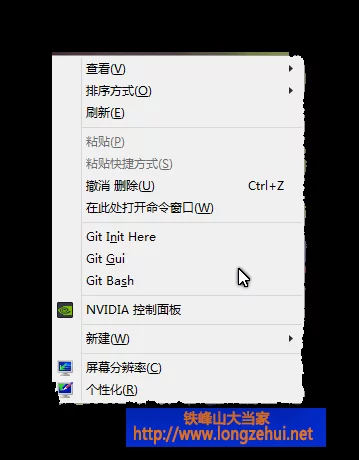 查看(V)
排序方式(O)
刷新(E)
粘贴(P)
粘贴快捷方式(S)
撤消 删除(U) Ctrl+Z
在此处打开命令窗口(W)
Git Init Here
Git Gui
Git Bash
NVIDIA 控制面板
新建(W)
屏幕分辨率(C)
个性化(R)
铁峰山大当家
http://www.longzehui.net